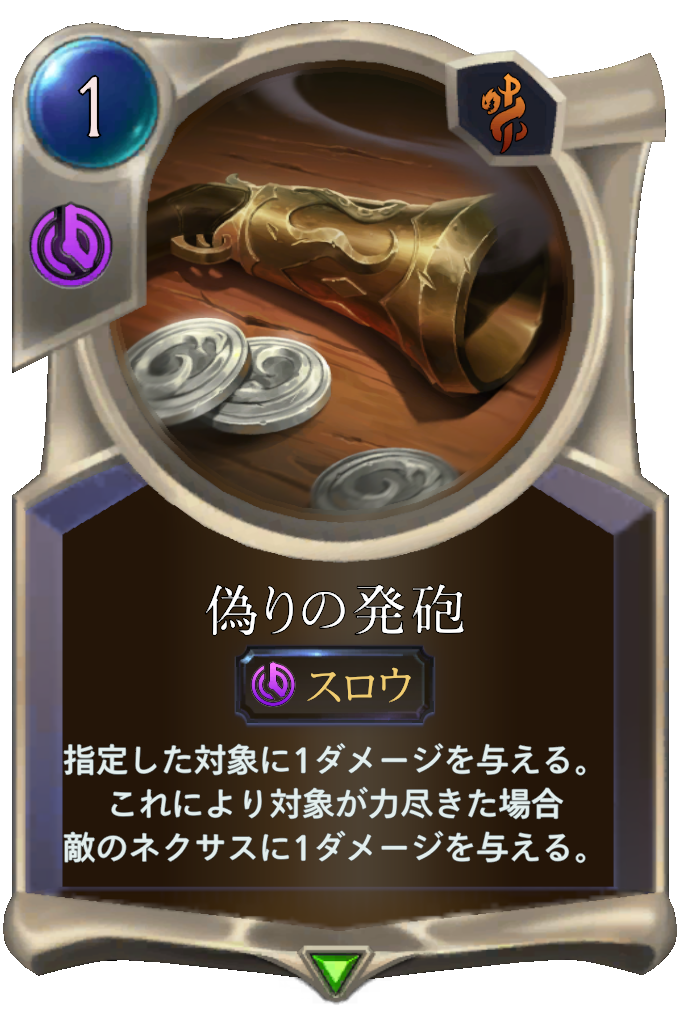 1
偽りの発砲
スロウ
指定した対象に1ダメージを与える。
これにより対象が力尽きた場合
敵のネクサスに1ダメージを与える。